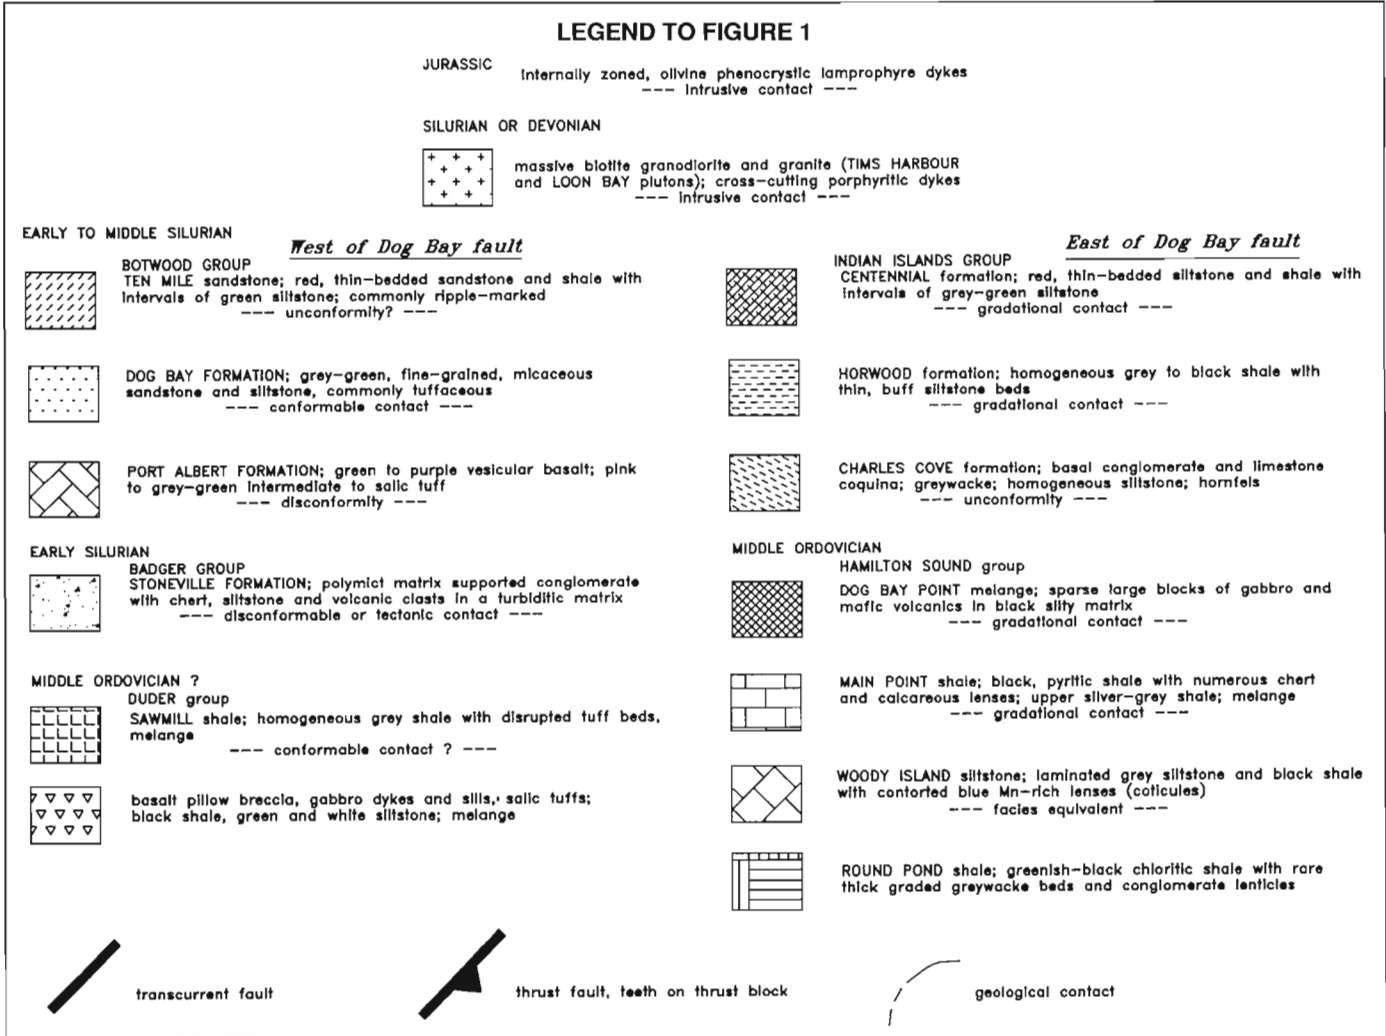 LEGEND TO FIGURE 1
JURASSIC
Internally zoned, olivine phenocrystic lamprophyre dykes
--- Intrusive contact ---
SILURIAN OR DEVONIAN
massive biotite granodiorite and granite (TIMS HARBOUR
and LOON BAY plutons); cross-cutting porphyritic dykes
--- Intrusive contact ---
EARLY TO MIDDLE SILURIAN
West of Dog Bay fault
BOTWOOD GROUP
TEN MILE sandstone; red, thin-bedded sandstone and shale with
Intervals of green siltstone; commonly ripple-marked
--- unconformity? ---
DOG BAY FORMATION; grey-green, fine-grained, micaceous
sandstone and siltstone, commonly tuffaceous
--- conformable contact ---
PORT ALBERT FORMATION; green to purple vesicular basalt; pink
to grey-green intermediate to salic tuff
--- disconformity ---
EARLY SILURIAN
BADGER GROUP
STONEVILLE FORMATION; polymict matrix supported conglomerate
with chert, siltstone and volcanic clasts in a turbiditic matrix
--- disconformable or tectonic contact ---
MIDDLE ORDOVICIAN ?
DUDER group
SAWMILL shale; homogeneous grey shale with disrupted tuff beds,
melange
--- conformable contact ? ---
basalt pillow breccia, gabbro dykes and sills, salic tuffs;
black shale, green and white siltstone; melange
East of Dog Bay fault
INDIAN ISLANDS GROUP
CENTENNIAL formation; red, thin-bedded siltstone and shale with
Intervals of grey-green siltstone
--- gradational contact ---
HORWOOD formation; homogeneous grey to black shale with
thin, buff siltstone beds
--- gradational contact ---
CHARLES COVE formation; basal conglomerate and limestone
coquina; greywacke; homogeneous siltstone; hornfels
--- unconformity ---
MIDDLE ORDOVICIAN
HAMILTON SOUND group
DOG BAY POINT melange; sparse large blocks of gabbro and
mafic volcanics in black silty matrix
--- gradational contact ---
MAIN POINT shale; black, pyritic shale with numerous chert
and calcareous lenses; upper silver-grey shale; melange
--- gradational contact ---
WOODY ISLAND siltstone; laminated grey siltstone and black shale
with contorted blue Mn-rich lenses (coticules)
--- facies equivalent ---
ROUND POND shale; greenish-black chloritic shale with rare
thick graded greywacke beds and conglomerate lenticles
transcurrent fault
thrust fault, teeth on thrust block
geological contact